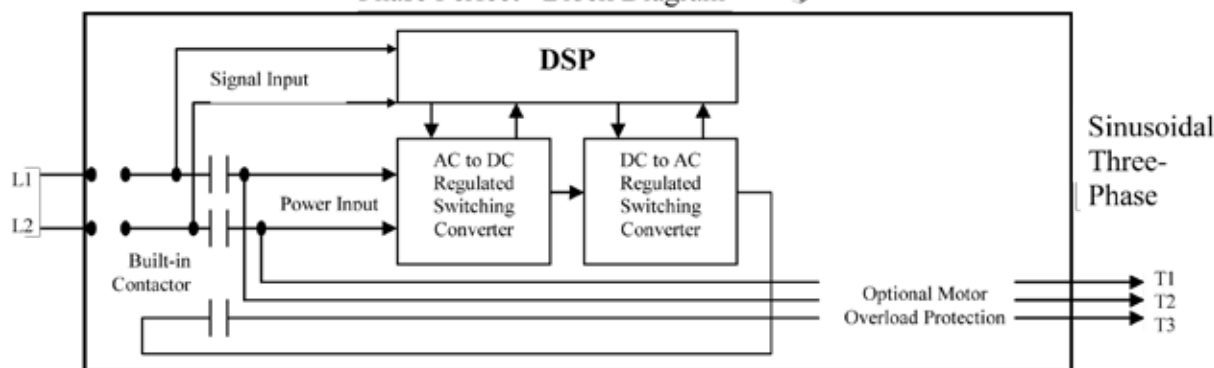 DSP
Signal Input
L1
L2
Power Input
Built-in
Contactor
AC to DC
Regulated
Switching
Converter
DC to AC
Regulated
Switching
Converter
Optional Motor
Overload Protection
T1
T2
T3
Sinusoidal
Three-
Phase